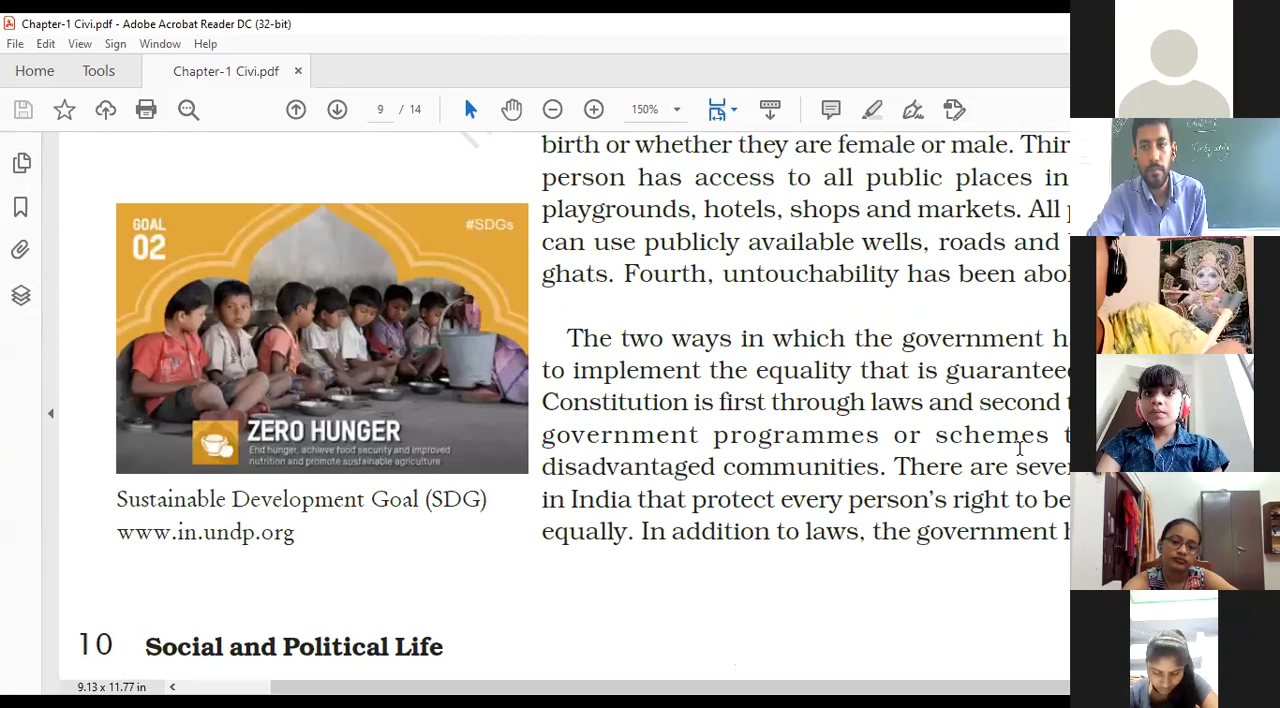 Chapter-1 Civi.pdf - Adobe Acrobat Reader DC (32-bit)
File Edit View Sign Window Help
Home Tools Chapter-1 Civi.pdf ×
9 / 14 150%
birth or whether they are female or male.
person has access to all public places in
playgrounds, hotels, shops and markets. All
can use publicly available wells, roads and
ghats. Fourth, untouchability has been
GOAL
02
#SDGs
ZERO HUNGER
End hunger, achieve food security and improved
nutrition and promote sustainable agriculture
Sustainable Development Goal (SDG)
www.in.undp.org
The two ways in which the government
to implement the equality that is
Constitution is first through laws and second
government programmes or schemes
disadvantaged communities. There are
in India that protect every person's right to
equally. In addition to laws, the government
10 Social and Political Life
9.13 x 11.77 in